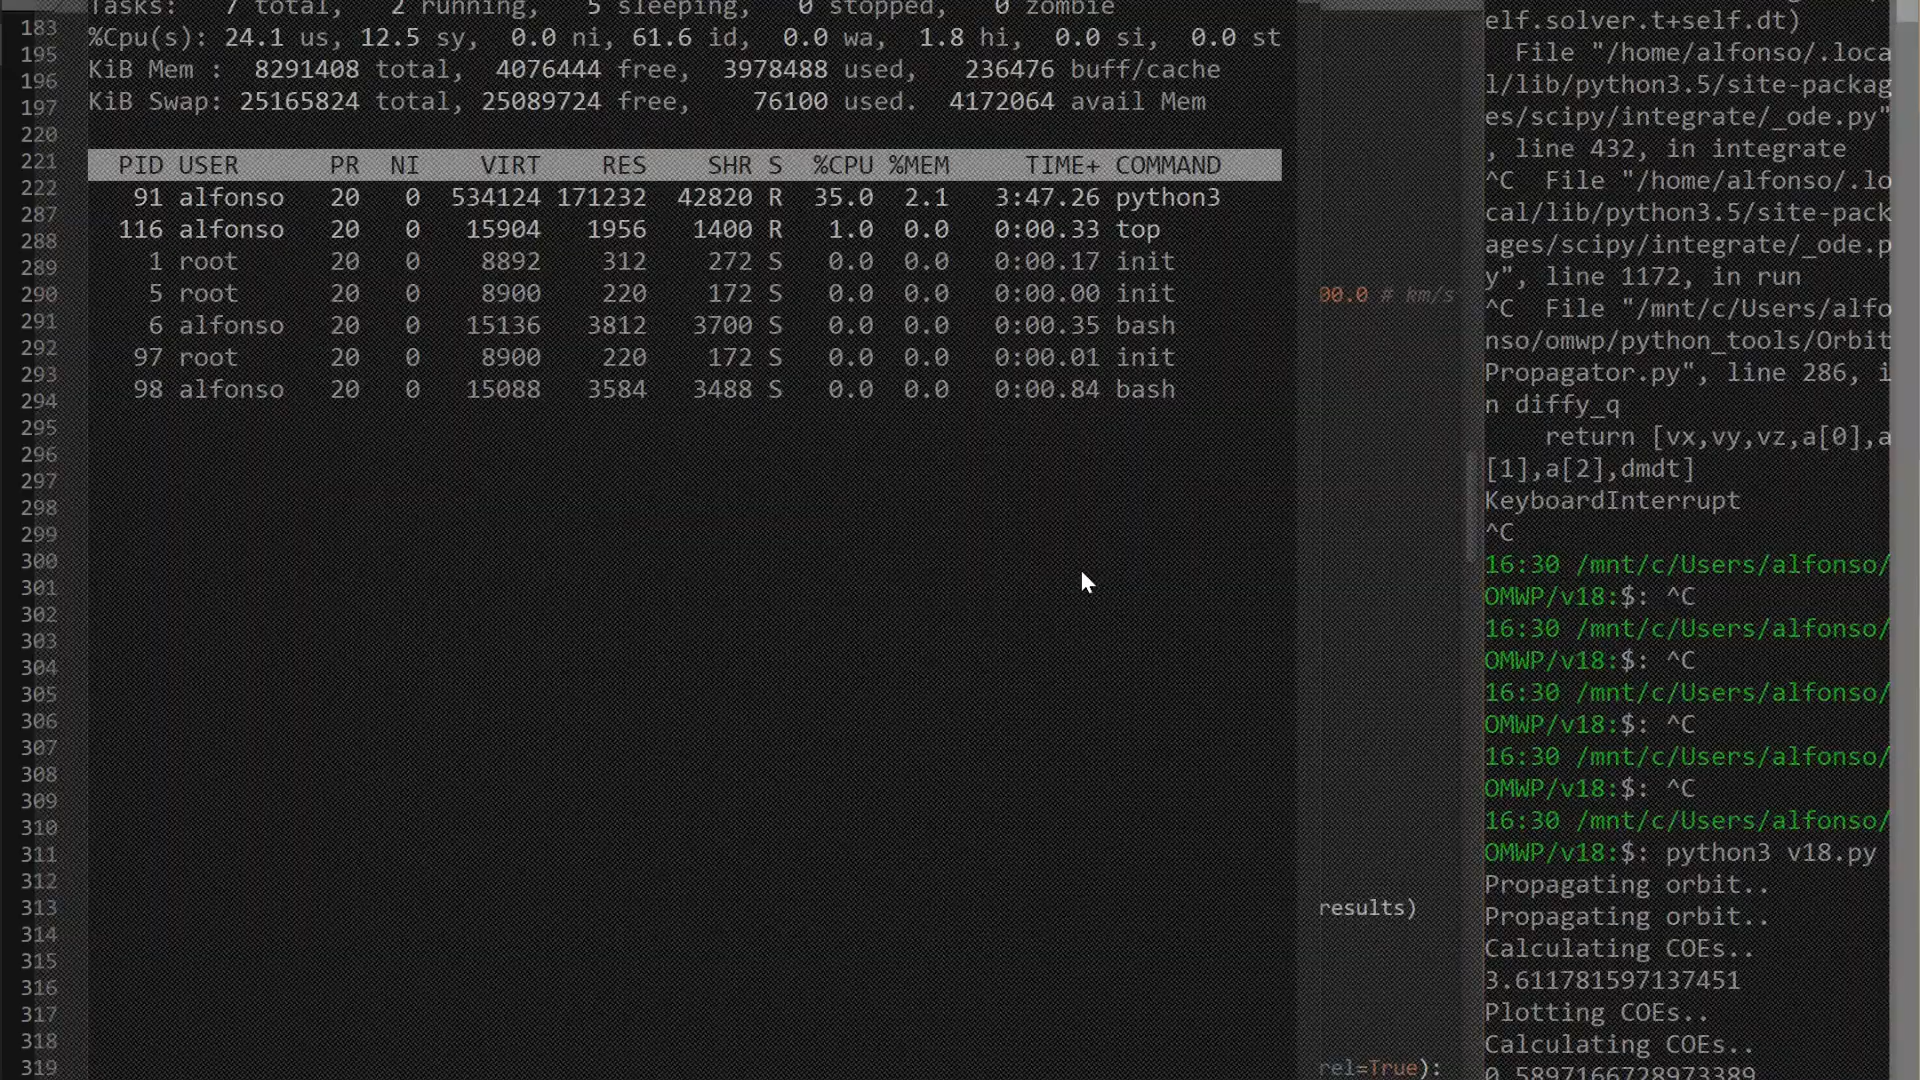 Tasks:   7 total,   2 running,   5 sleeping,   0 stopped,   0 zombie
%Cpu(s): 24.1 us, 12.5 sy,  0.0 ni, 61.6 id,  0.0 wa,  1.8 hi,  0.0 si,  0.0 st
KiB Mem :  8291408 total,  4076444 free,  3978488 used,   236476 buff/cache
KiB Swap: 25165824 total, 25089724 free,    76100 used.  4172064 avail Mem
PID USER      PR  NI    VIRT    RES    SHR S  %CPU %MEM     TIME+ COMMAND
91 alfonso   20   0  534124 171232  42820 R  35.0  2.1   3:47.26 python3
116 alfonso   20   0   15904   1956   1400 R   1.0  0.0   0:00.33 top
1 root      20   0    8892    312    272 S   0.0  0.0   0:00.17 init
5 root      20   0    8900    220    172 S   0.0  0.0   0:00.00 init
6 alfonso   20   0   15136   3812   3700 S   0.0  0.0   0:00.35 bash
97 root      20   0    8900    220    172 S   0.0  0.0   0:00.01 init
98 alfonso   20   0   15088   3584   3488 S   0.0  0.0   0:00.84 bash
183
195
196
197
220
221
222
287
288
289
290
291
292
293
294
295
296
297
298
299
300
301
302
303
304
305
306
307
308
309
310
311
312
313
314
315
316
317
318
319
00.0 # km/s
results)
rel=True):
elf.solver.t+self.dt)
File "/home/alfonso/.loca
l/lib/python3.5/site-packag
es/scipy/integrate/_ode.py"
, line 432, in integrate
^C  File "/home/alfonso/.lo
cal/lib/python3.5/site-pack
ages/scipy/integrate/_ode.p
y", line 1172, in run
^C  File "/mnt/c/Users/alfo
nso/omwp/python_tools/Orbit
Propagator.py", line 286, i
n diffy_q
return [vx,vy,vz,a[0],a
[1],a[2],dmdt]
KeyboardInterrupt
^C
16:30 /mnt/c/Users/alfonso/
OMWP/v18:$: ^C
16:30 /mnt/c/Users/alfonso/
OMWP/v18:$: ^C
16:30 /mnt/c/Users/alfonso/
OMWP/v18:$: ^C
16:30 /mnt/c/Users/alfonso/
OMWP/v18:$: ^C
16:30 /mnt/c/Users/alfonso/
OMWP/v18:$: python3 v18.py
Propagating orbit..
Propagating orbit..
Calculating COEs..
3.611781597137451
Plotting COEs..
Calculating COEs..
0.5897166728973389